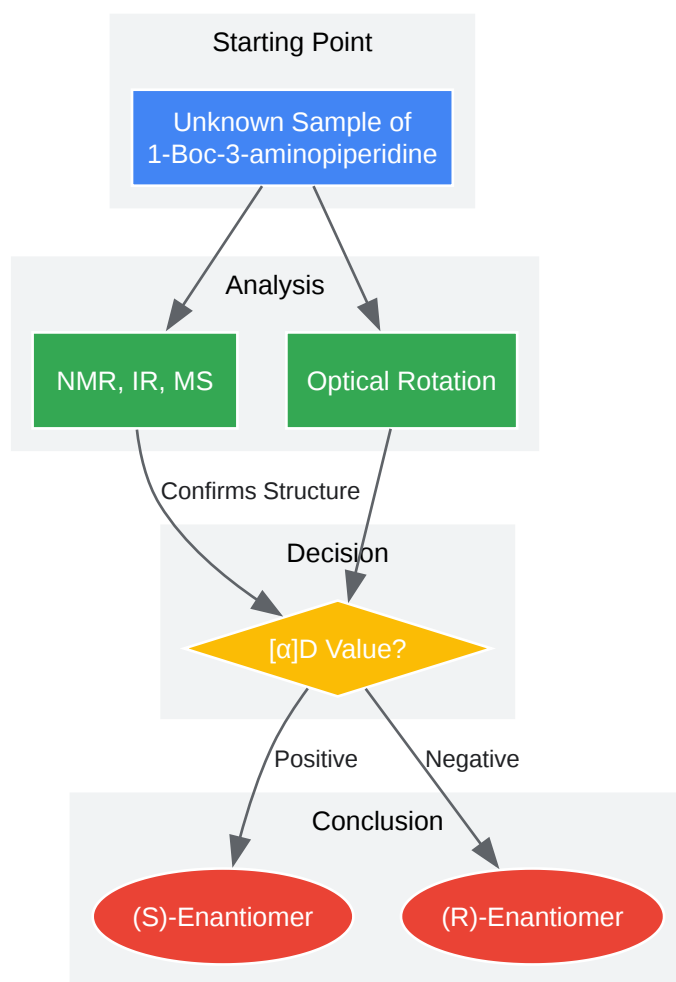 Starting Point
Unknown Sample of
1-Boc-3-aminopiperidine
Analysis
NMR, IR, MS
Optical Rotation
Confirms Structure
Decision
[α]D Value?
Positive
Negative
Conclusion
(S)-Enantiomer
(R)-Enantiomer